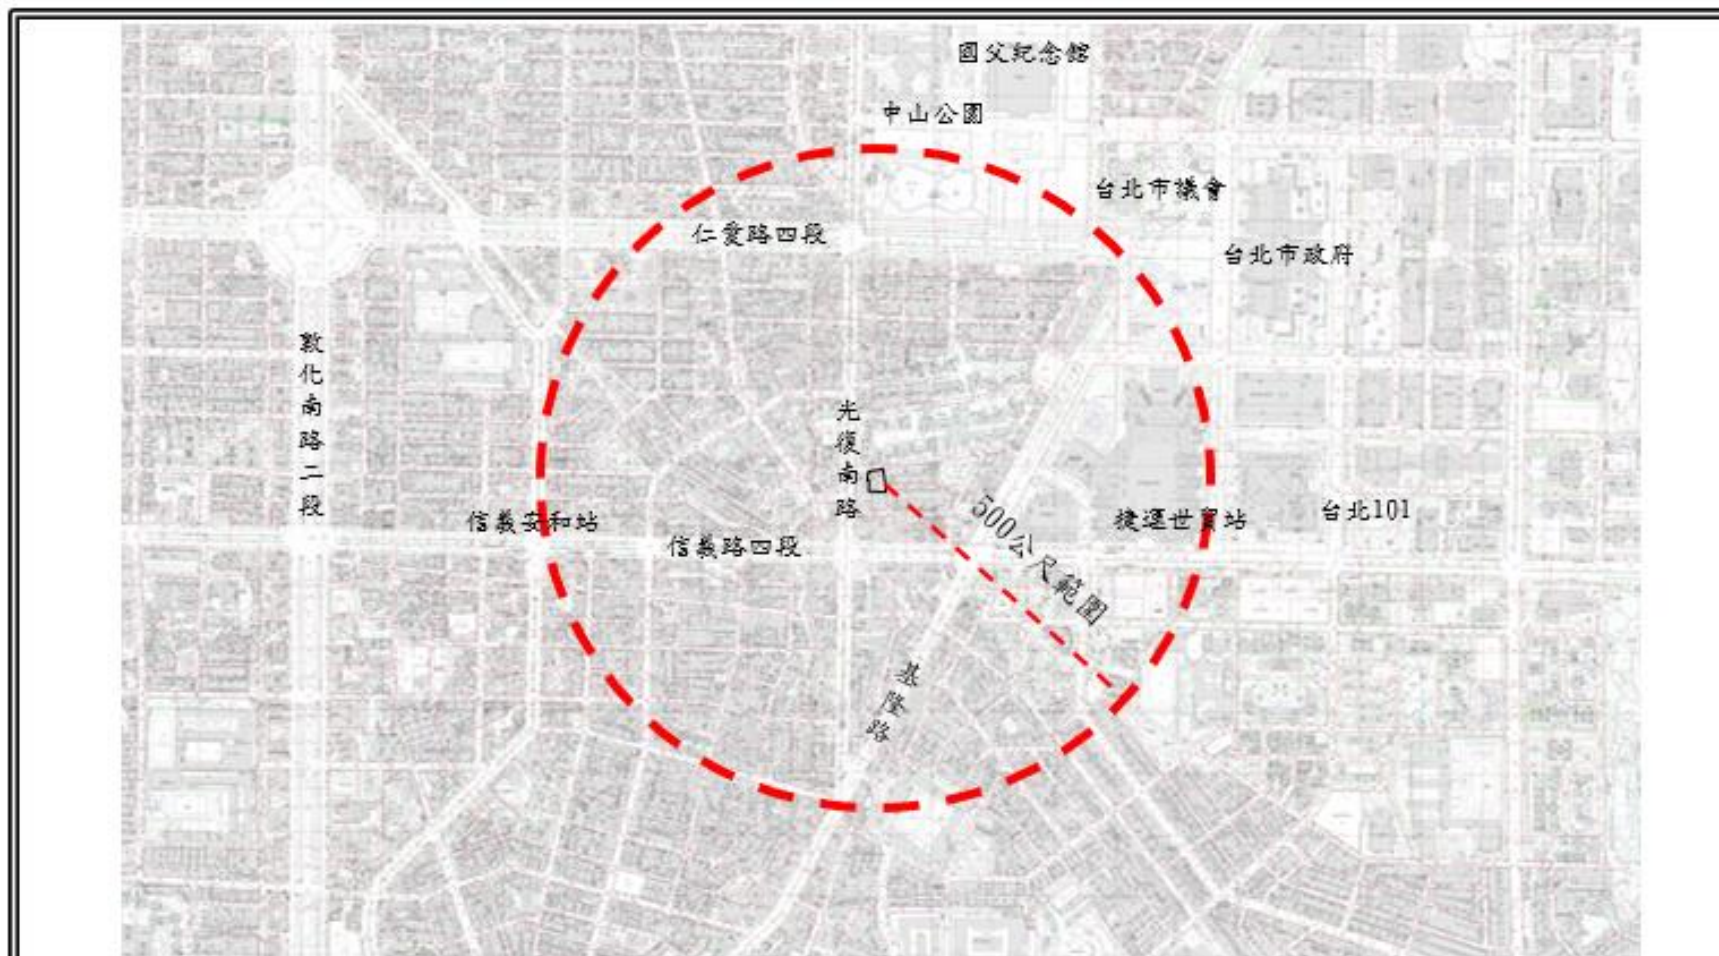 國父紀念館
中山公園
台北市議會
仁愛路四段
台北市政府
敦化南路二段
光復南路
信義安和站
信義路四段
500公尺範圍
捷運世貿站
台北101
基隆路